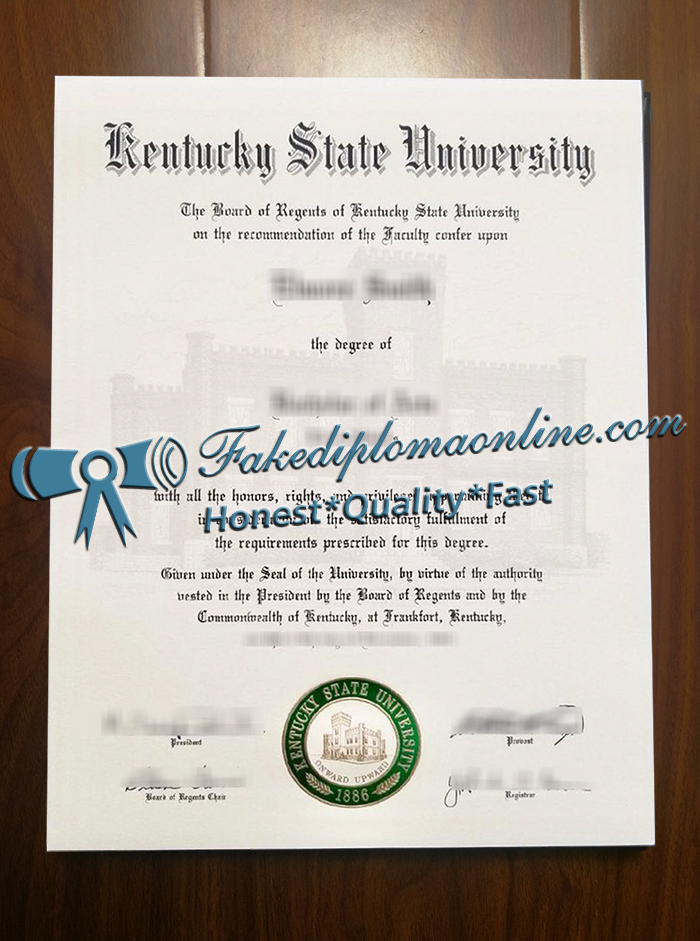 Kentucky State University
The Board of Regents of Kentucky State University
on the recommendation of the Faculty confer upon
the degree of
Fakediplomaonline.com
Honest*Quality*Fast
with all the honors, rights, and privileges
the satisfactory fulfillment of
the requirements prescribed for this degree.
Given under the Seal of the University, by virtue of the authority
vested in the President by the Board of Regents and by the
Commonwealth of Kentucky, at Frankfort, Kentucky,
President
Provost
Board of Regents Chair
Registrar
KENTUCKY STATE UNIVERSITY
ONWARD UPWARD
1886